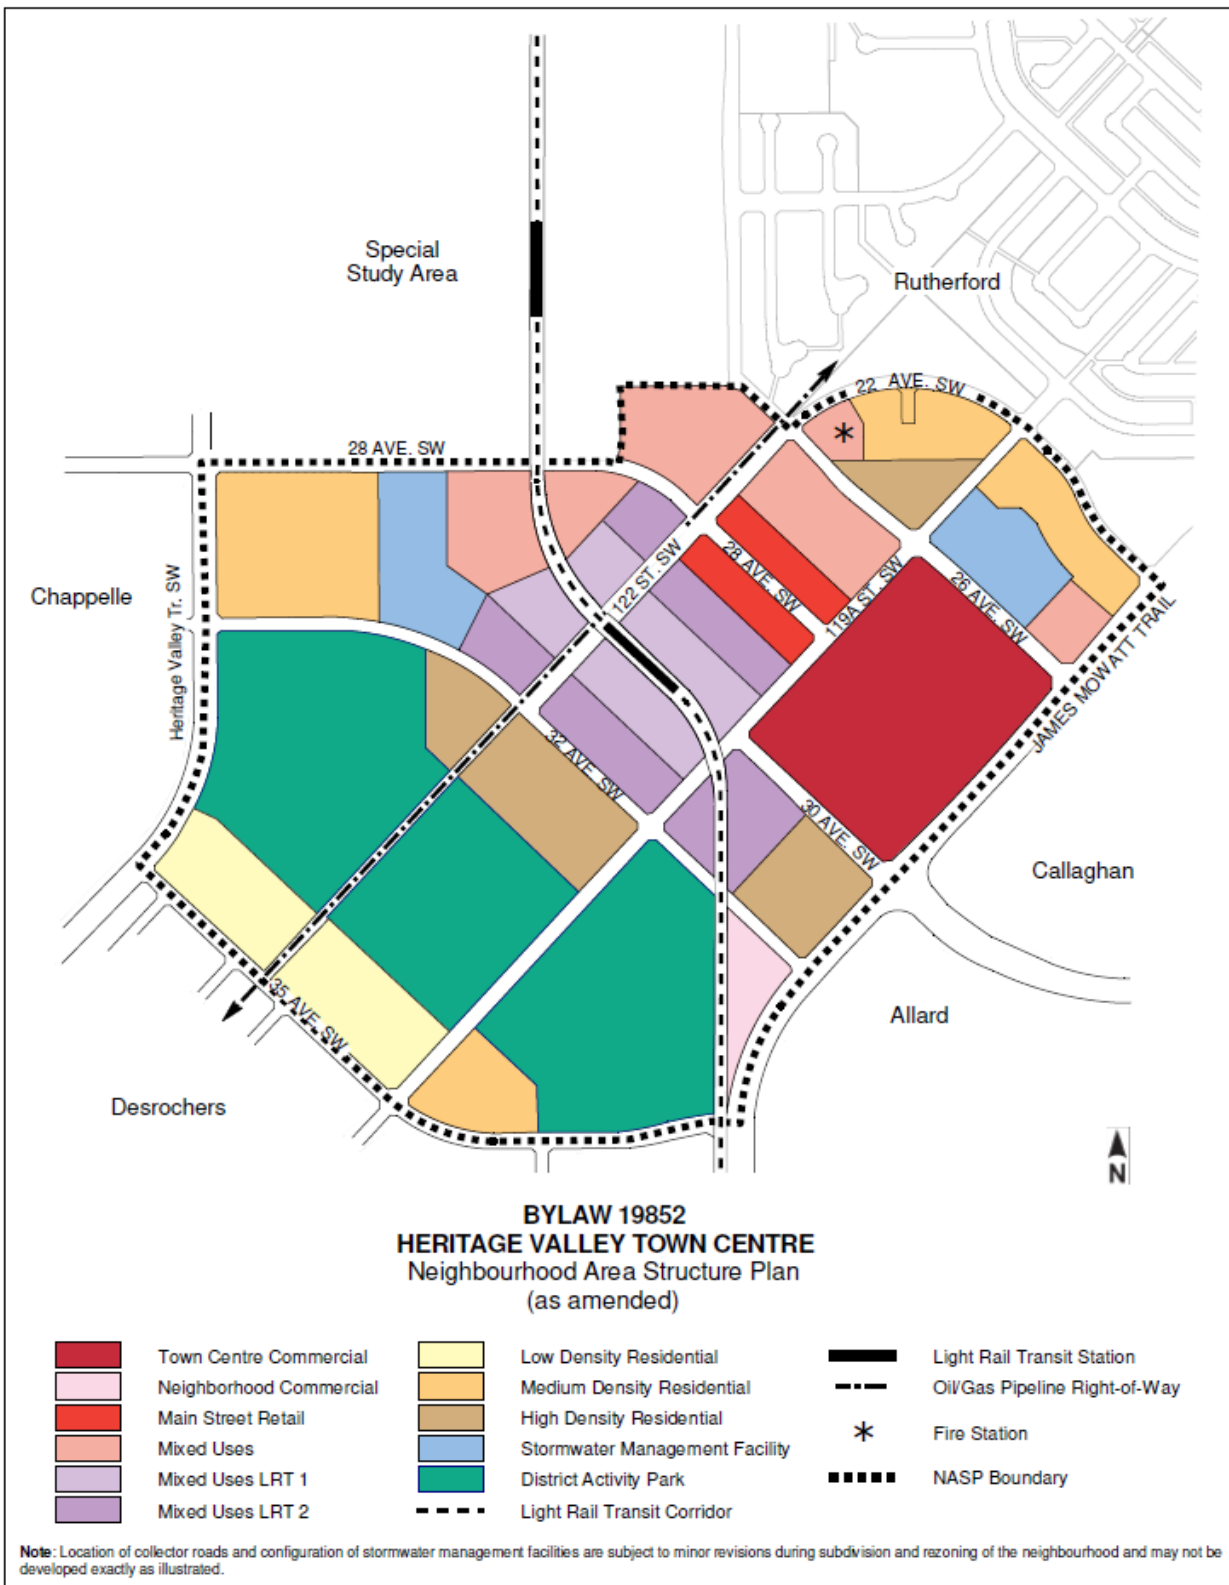 Special
Study Area
Rutherford
22 AVE. SW
28 AVE. SW
Chappelle
Heritage Valley Tr. SW
122 ST. SW
28 AVE. SW
119A ST. SW
26 AVE. SW
JAMES MOWATT TRAIL
32 AVE. SW
30 AVE. SW
Callaghan
Allard
35 AVE. SW
Desrochers
N
BYLAW 19852
HERITAGE VALLEY TOWN CENTRE
Neighbourhood Area Structure Plan
(as amended)
Town Centre Commercial
Neighborhood Commercial
Main Street Retail
Mixed Uses
Mixed Uses LRT 1
Mixed Uses LRT 2
Low Density Residential
Medium Density Residential
High Density Residential
Stormwater Management Facility
District Activity Park
Light Rail Transit Corridor
Light Rail Transit Station
Oil/Gas Pipeline Right-of-Way
Fire Station
NASP Boundary
Note: Location of collector roads and configuration of stormwater management facilities are subject to minor revisions during subdivision and rezoning of the neighbourhood and may not be
developed exactly as illustrated.